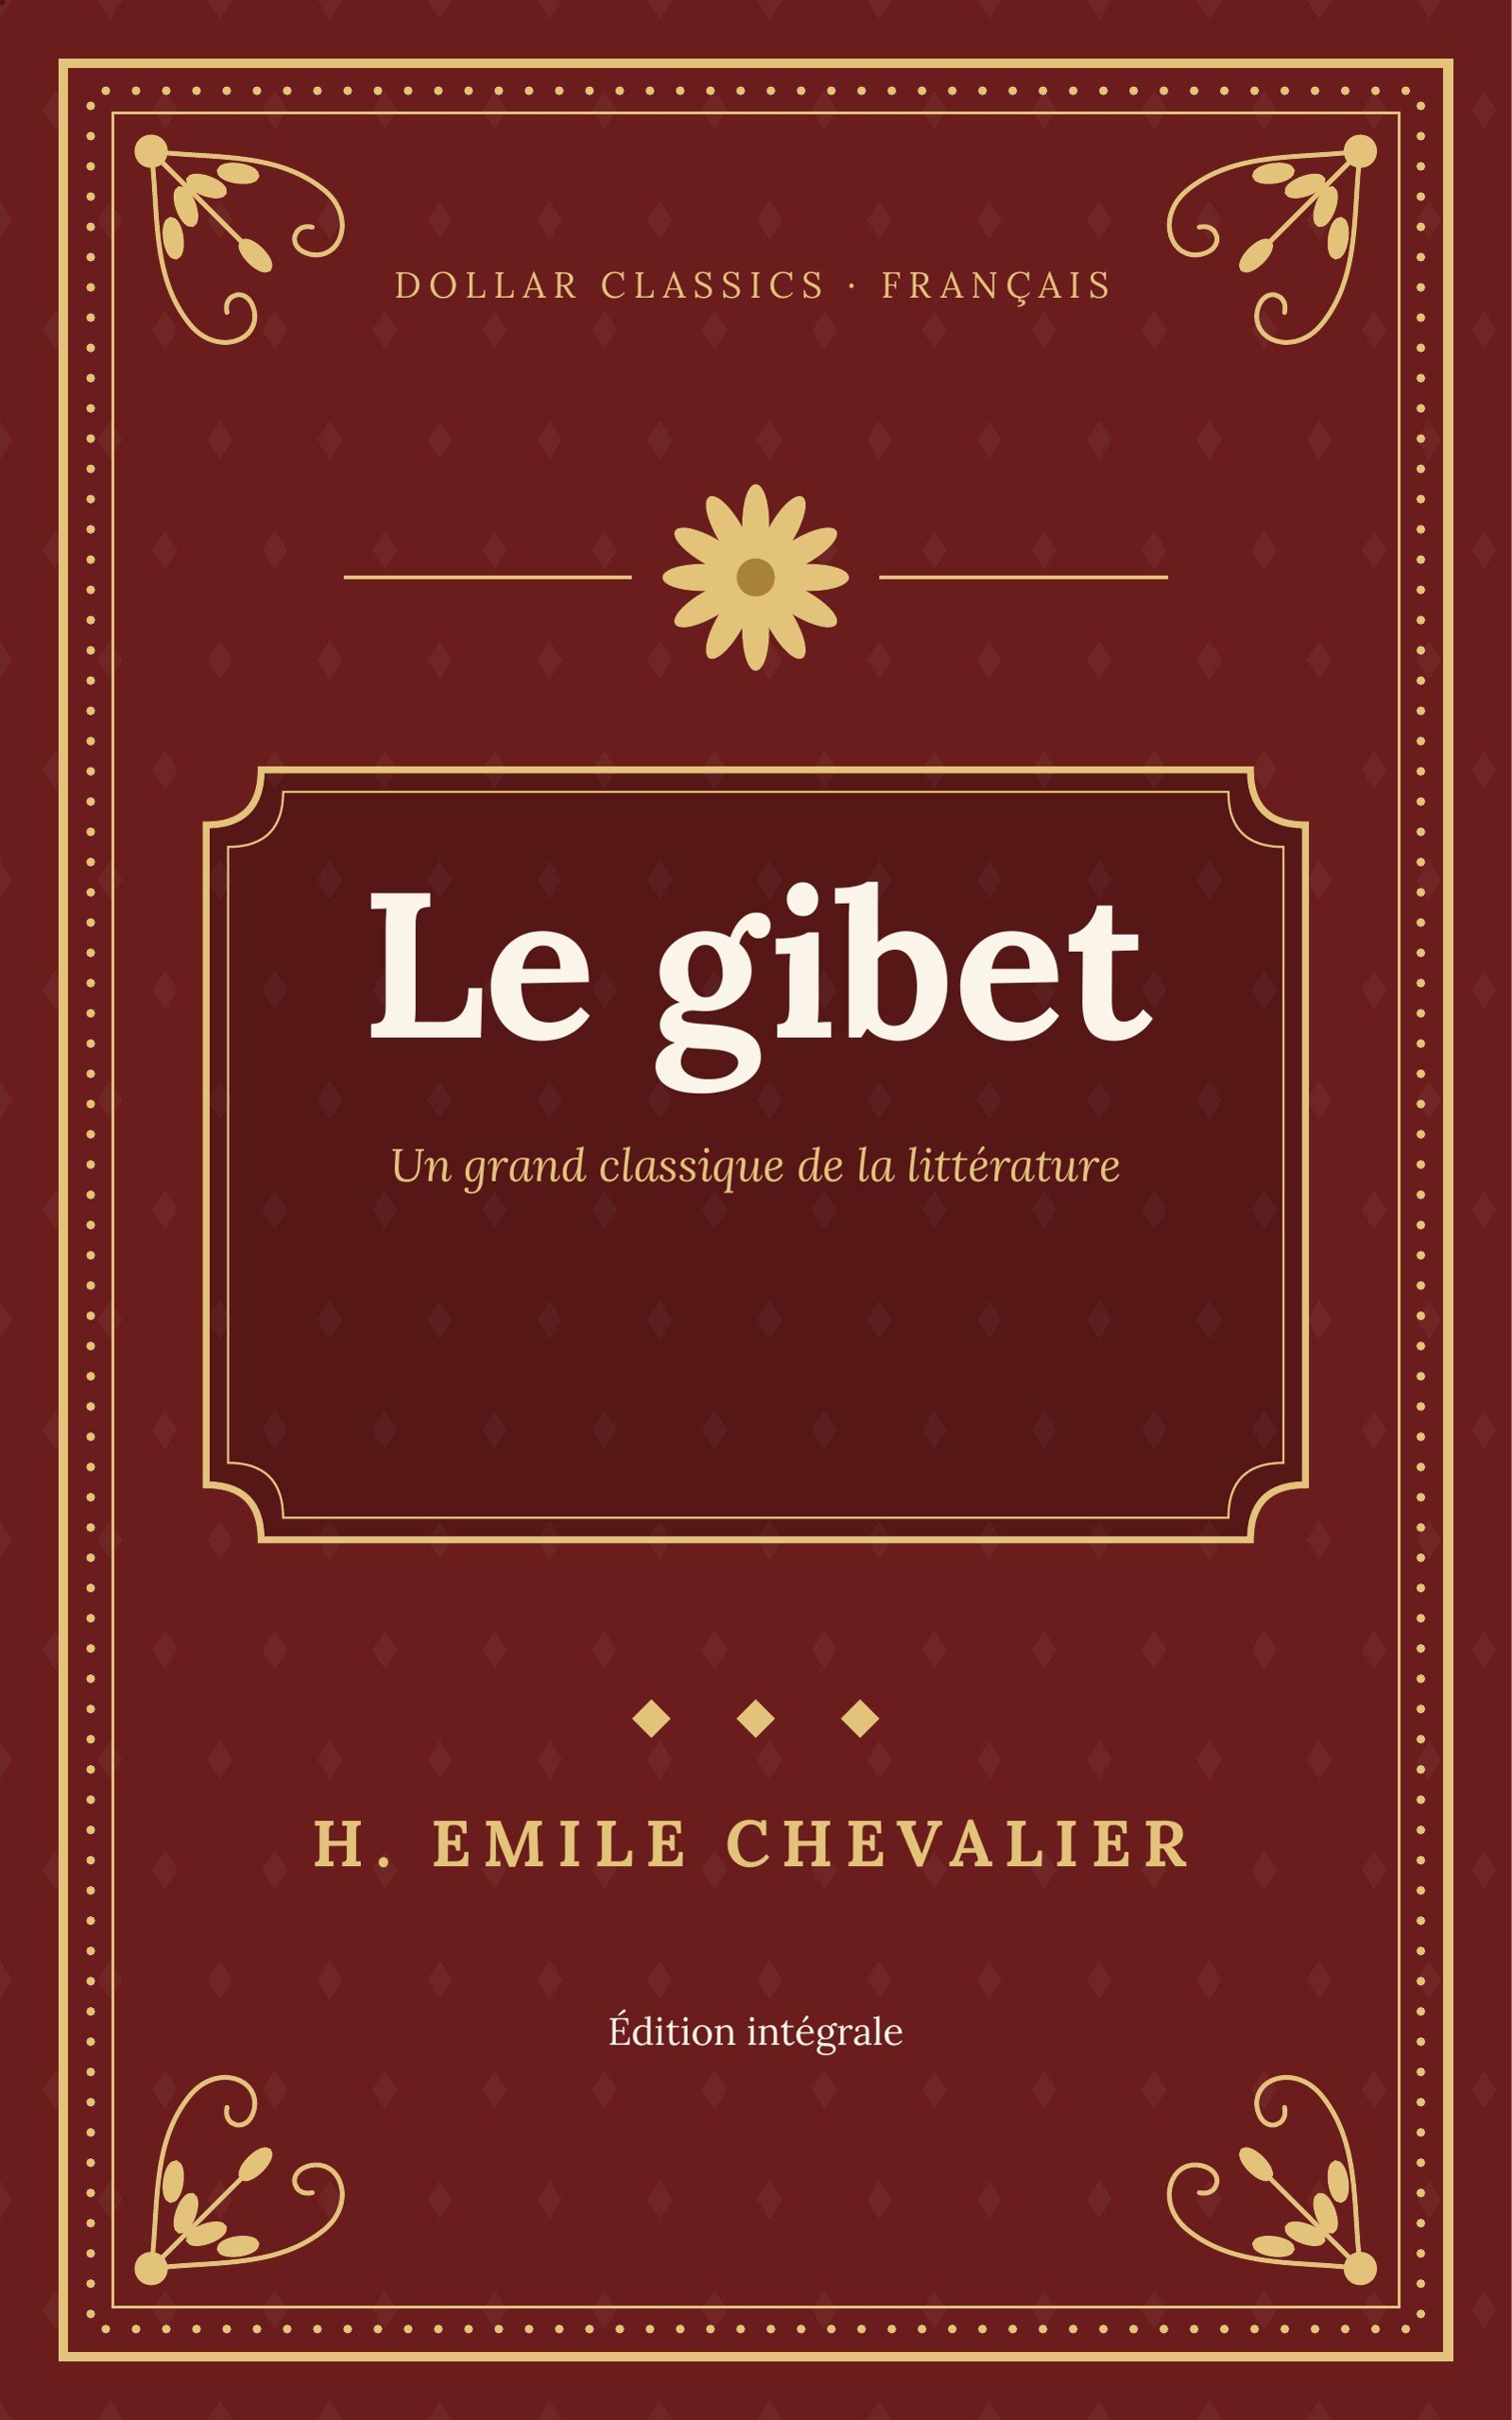 DOLLAR CLASSICS · FRANÇAIS
Le gibet
Un grand classique de la littérature
H. EMILE CHEVALIER
Édition intégrale